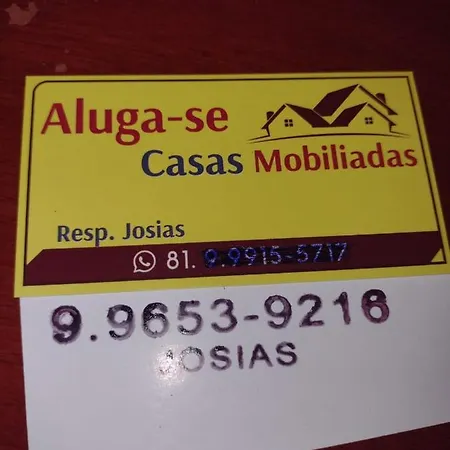 Aluga-se
Casas Mobiliadas
Resp. Josias
81. 9.9915-5717
9.9653-9216
JOSIAS